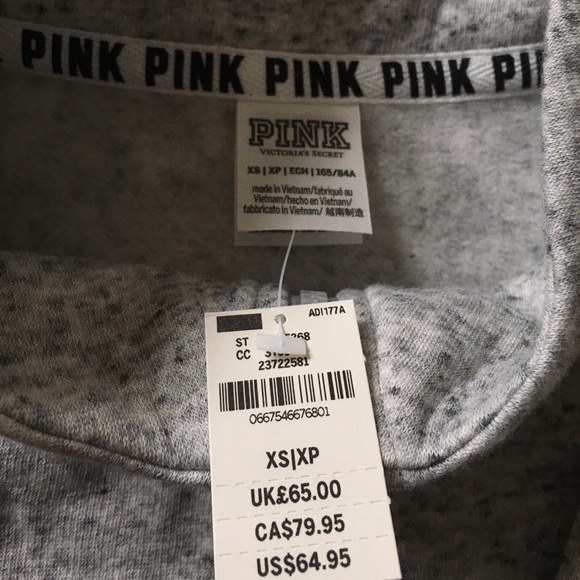 PINK PINK PINK PINK
PINK
VICTORIA'S SECRET
XS | XP | ECH | 165/84A
made in Vietnam/fabriqué au
Vietnam/hecho en Vietnam/
fabbricato in Vietnam/ 越南制造
ADI177A
ST 268
CC
23722581
0667546676801
XS|XP
UK£65.00
CA$79.95
US$64.95